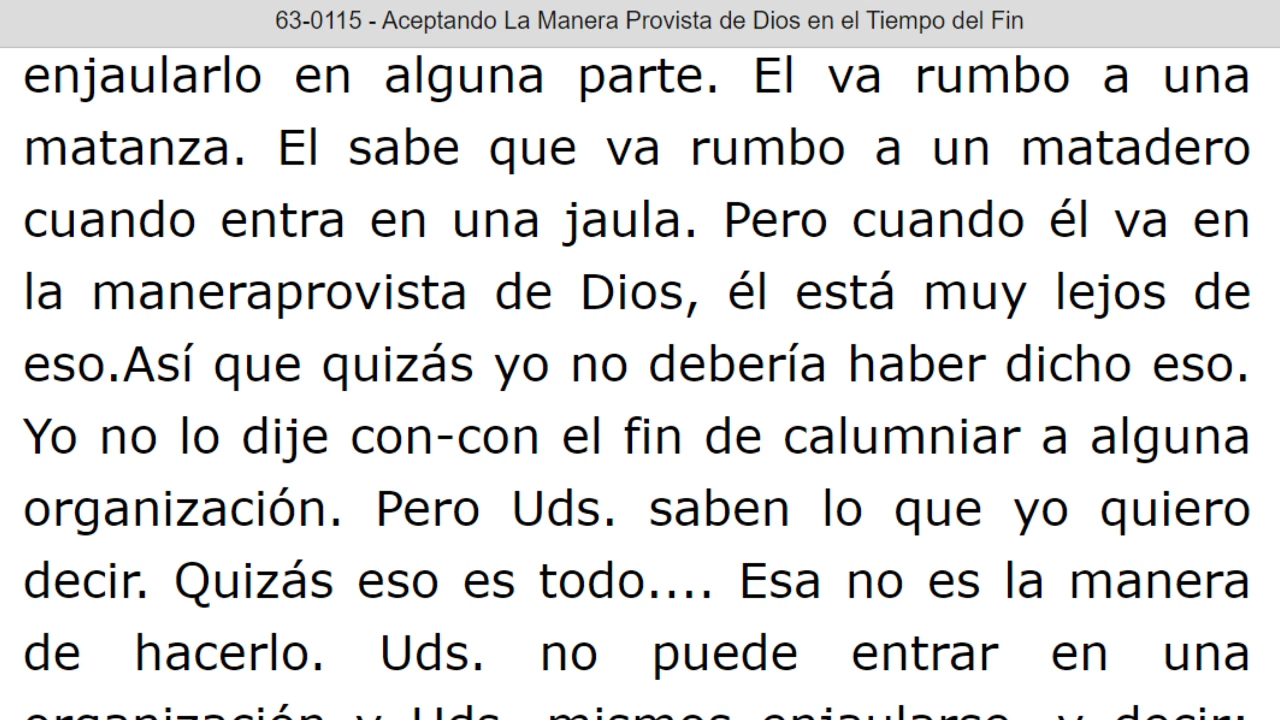 63-0115 - Aceptando La Manera Provista de Dios en el Tiempo del Fin
enjaularlo en alguna parte. El va rumbo a una
matanza. El sabe que va rumbo a un matadero
cuando entra en una jaula. Pero cuando él va en
la maneraprovista de Dios, él está muy lejos de
eso.Así que quizás yo no debería haber dicho eso.
Yo no lo dije con-con el fin de calumniar a alguna
organización. Pero Uds. saben lo que yo quiero
decir. Quizás eso es todo.... Esa no es la manera
de hacerlo. Uds. no puede entrar en una
organización y Uds. mismos enjaularse, y decir: